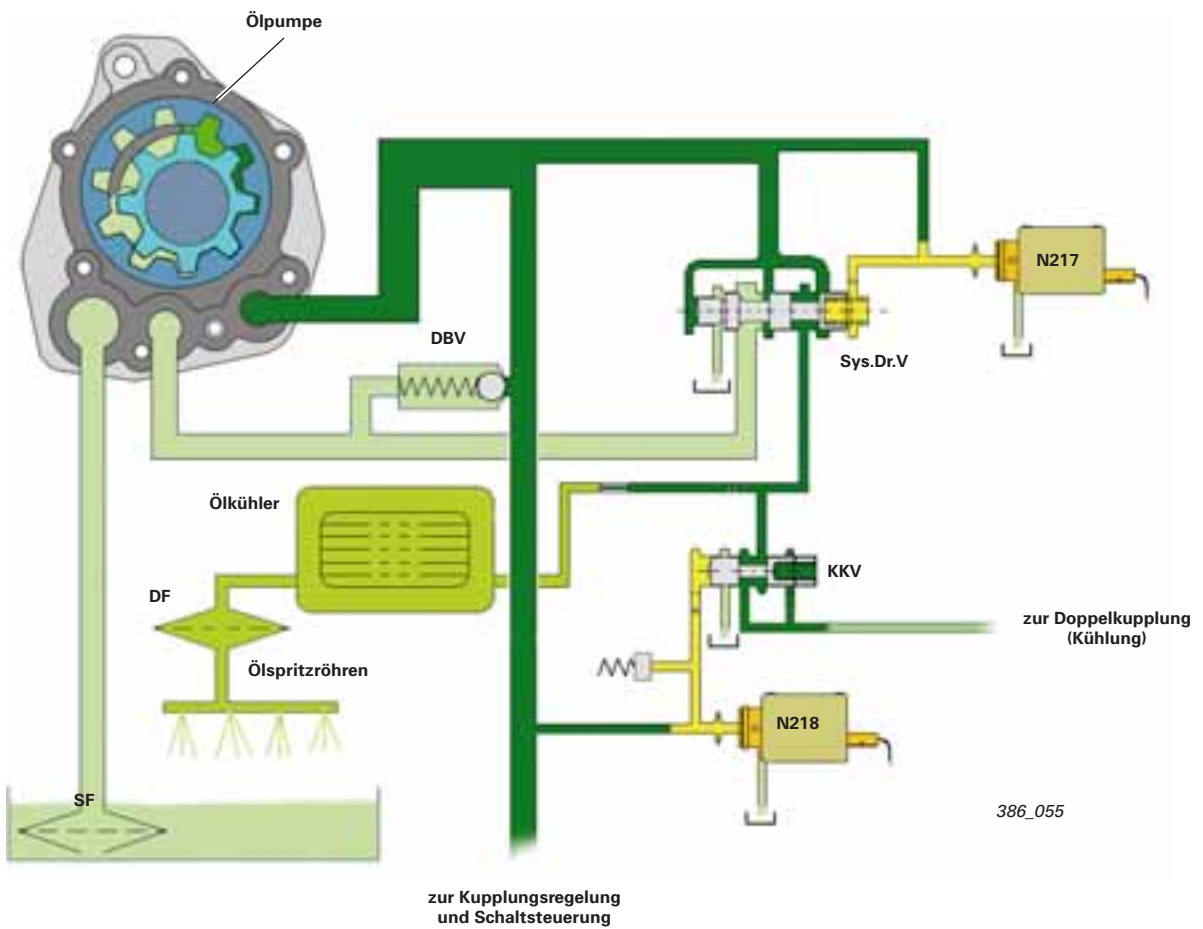 Ölpumpe
N217
DBV
Sys.Dr.V
Ölkühler
KKV
DF
zur Doppelkupplung
(Kühlung)
Ölspritzröhren
N218
SF
386_055
zur Kupplungsregelung
und Schaltsteuerung